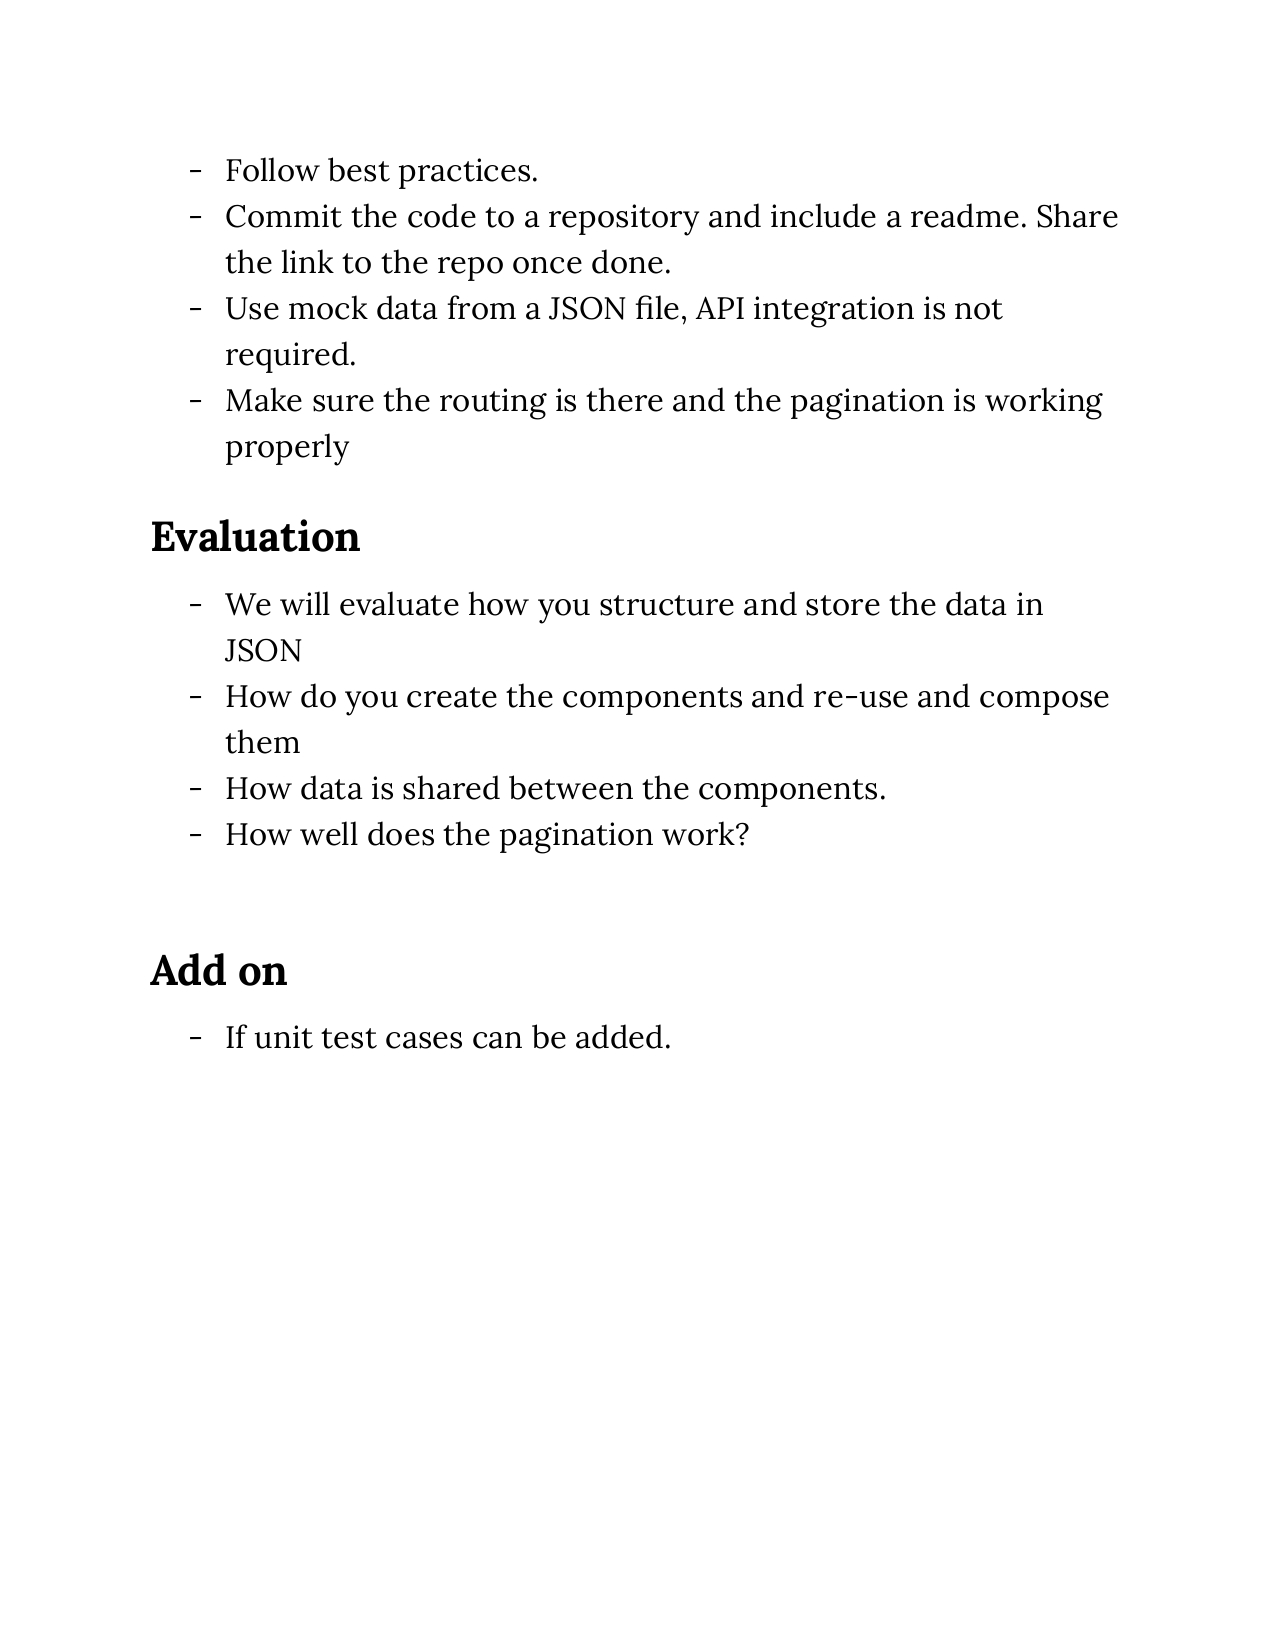 - Follow best practices.
- Commit the code to a repository and include a readme. Share
the link to the repo once done.
- Use mock data from a JSON file, API integration is not
required.
- Make sure the routing is there and the pagination is working
properly
Evaluation
- We will evaluate how you structure and store the data in
JSON
- How do you create the components and re-use and compose
them
- How data is shared between the components.
- How well does the pagination work?
Add on
- If unit test cases can be added.